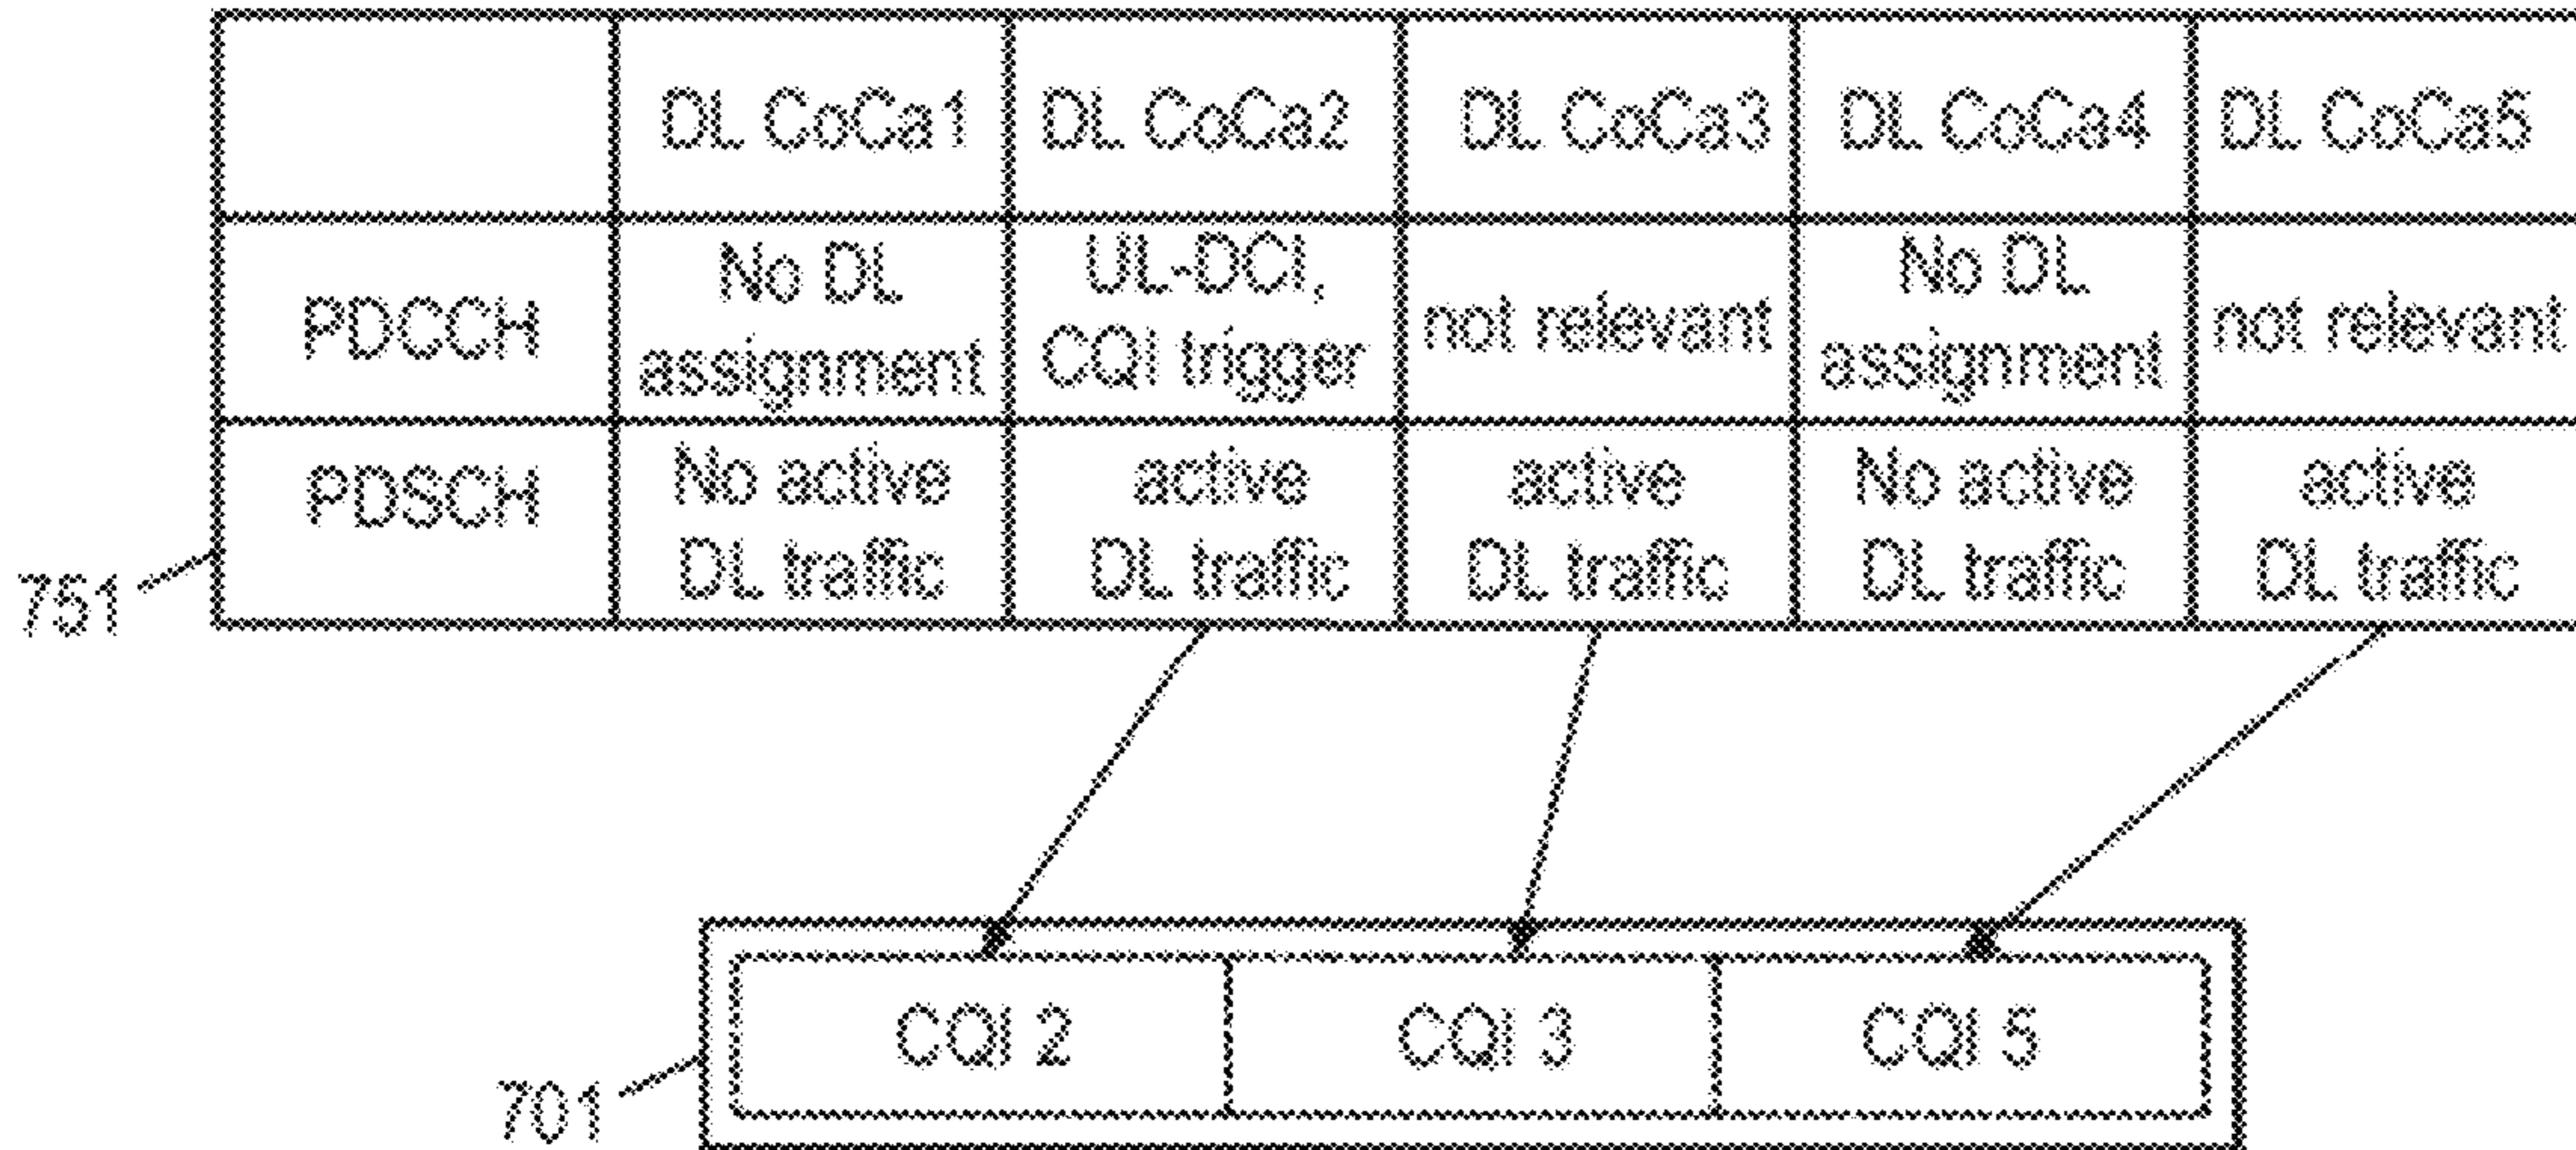 DL CoCa1 DL CoCa2 DL CoCa3 DL CoCa4 DL CoCa5
PDCCH
No DL
assignment
UL-DCI,
CQI trigger
not relevant
No DL
assignment
not relevant
PDSCH
No active
DL traffic
active
DL traffic
active
DL traffic
No active
DL traffic
active
DL traffic
751
CQI 2 CQI 3 CQI 5
701